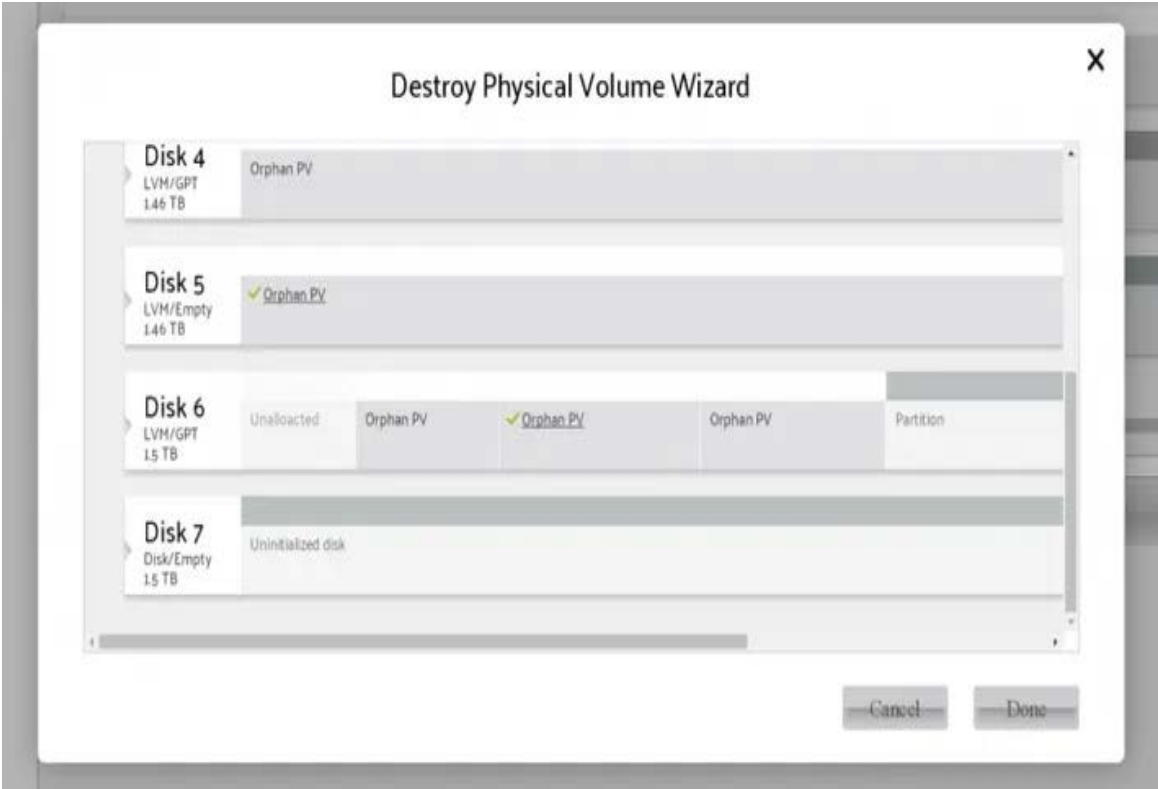 X
Destroy Physical Volume Wizard
Disk 4
LVM/GPT
1.46 TB
Orphan PV
Disk 5
LVM/Empty
1.46 TB
Orphan PV
Disk 6
LVM/GPT
1.5 TB
Unalloacted
Orphan PV
Orphan PV
Orphan PV
Partition
Disk 7
Disk/Empty
1.5 TB
Uninitialized disk
Cancel
Done